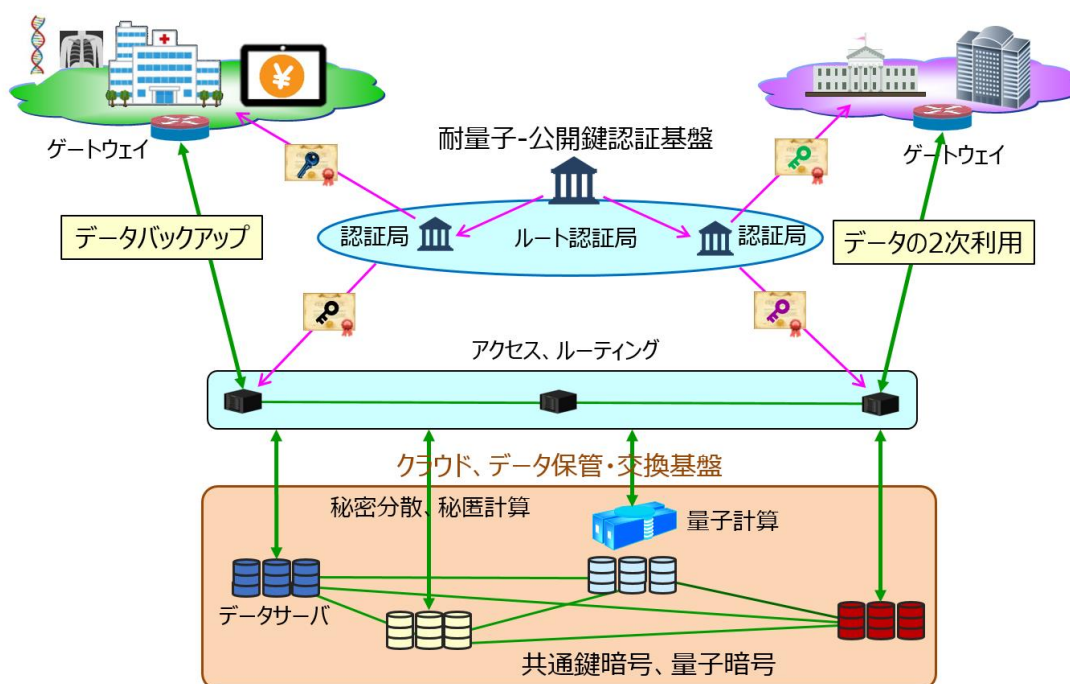 ¥
ゲートウェイ
耐量子-公開鍵認証基盤
ゲートウェイ
データバックアップ
認証局
ルート認証局
認証局
データの2次利用
アクセス、ルーティング
クラウド、データ保管・交換基盤
秘密分散、秘匿計算
量子計算
データサーバ
共通鍵暗号、量子暗号